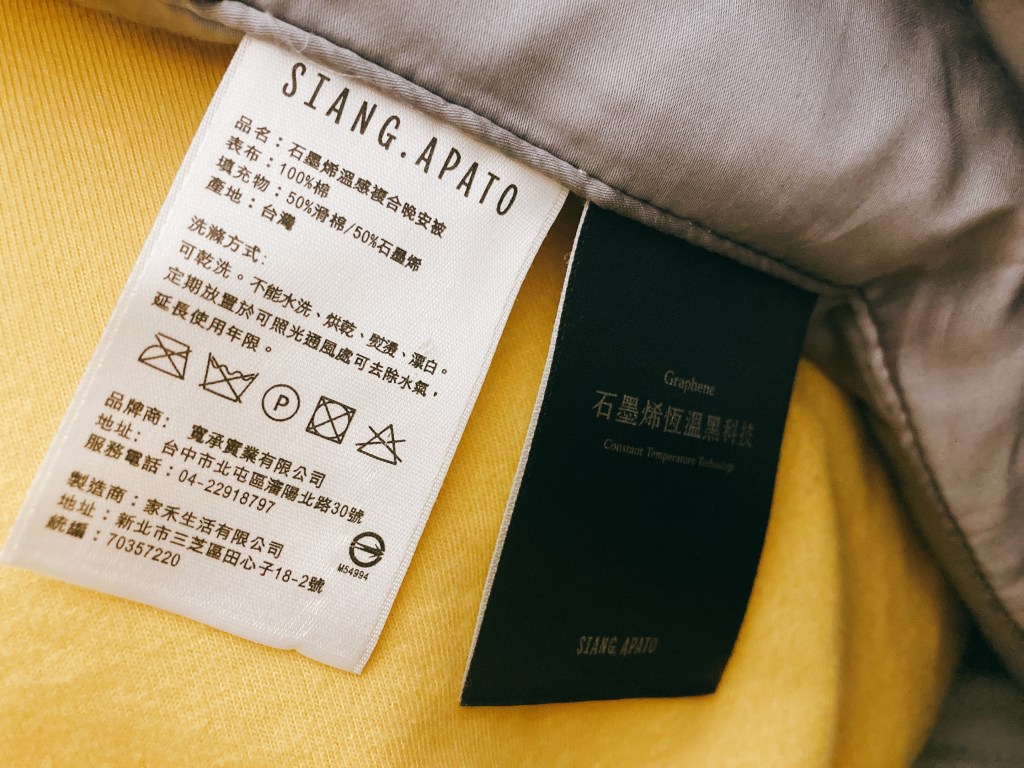 SIANG.APATO
品名：石墨烯溫感複合晚安被
表布：100%棉
填充物：50%滑棉/50%石墨烯
產地：台灣
洗滌方式:
可乾洗。不能水洗、烘乾、熨燙、漂白。
定期放置於可照光通風處可去除水氣，
延長使用年限。
P
品牌商: 寬承實業有限公司
地址: 台中市北屯區瀋陽北路30號
服務電話：04-22918797
製造商：家禾生活有限公司
地址：新北市三芝區田心子18-2號
統編：70357220
M54994
Graphene
石墨烯恆溫黑科技
Constant Temperature Technology
SIANG.APATO